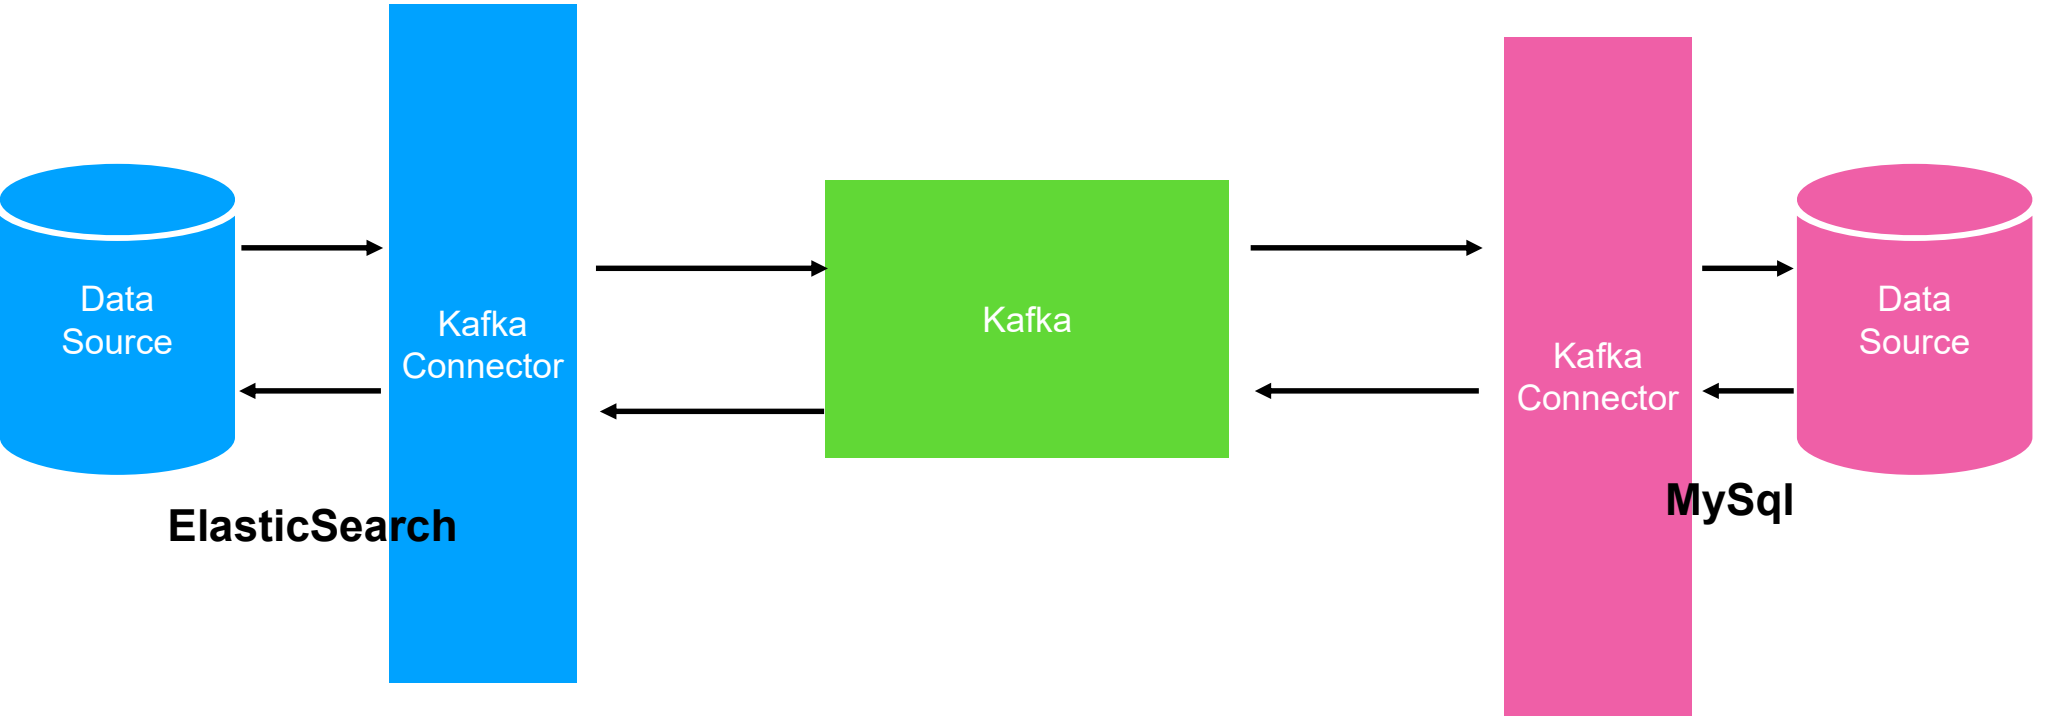 Data
Source
ElasticSearch
Kafka
Connector
Kafka
Kafka
Connector
MySql
Data
Source